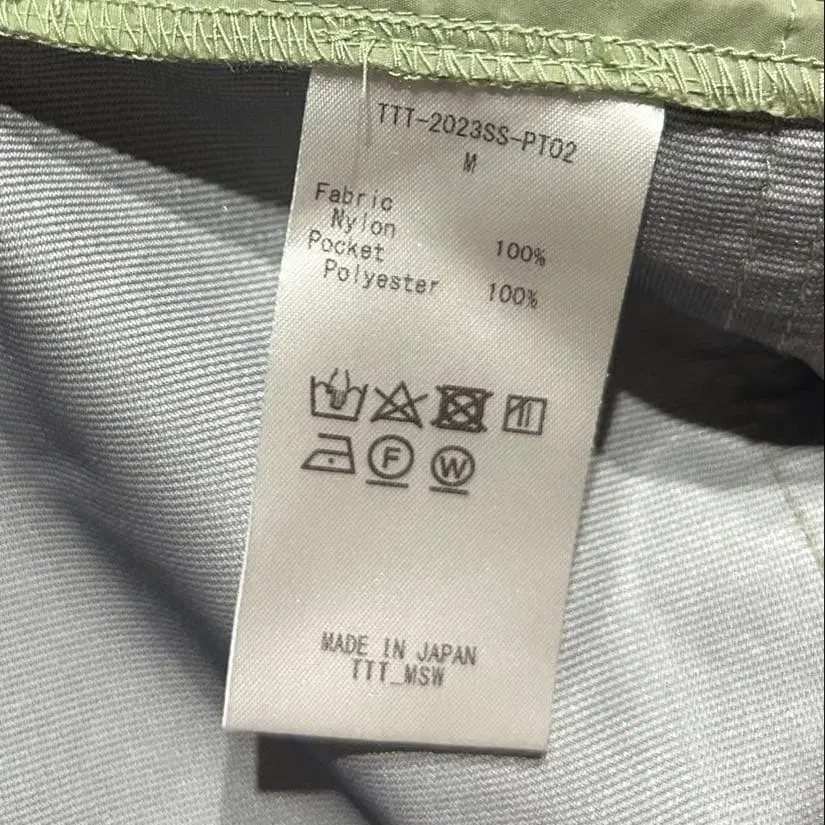 TTT-2023SS-PT02
M
Fabric
Nylon 100%
Pocket
Polyester 100%
F W
MADE IN JAPAN
TTT_MSW